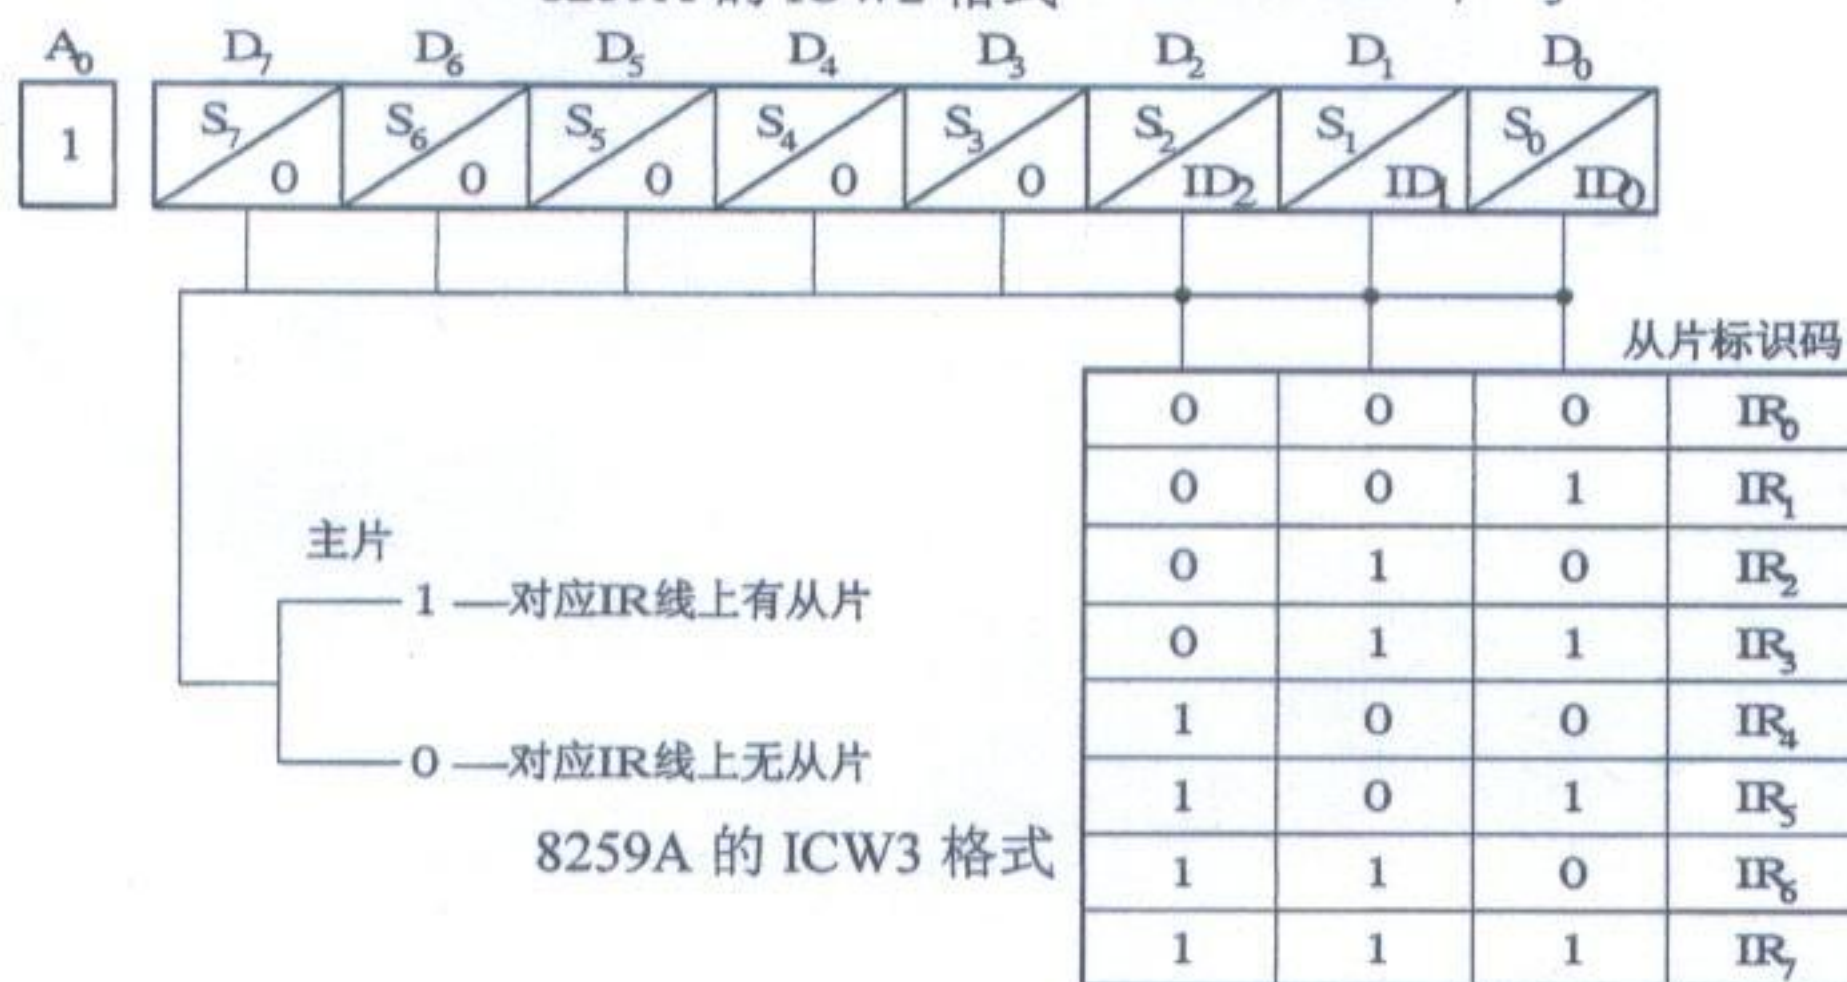 A₀ D₇ D₆ D₅ D₄ D₃ D₂ D₁ D₀
1 S₇ 0 S₆ 0 S₅ 0 S₄ 0 S₃ 0 S₂ ID2 S₁ ID1 S₀ ID0
从片标识码
0 0 0 IR₀
0 0 1 IR₁
0 1 0 IR₂
0 1 1 IR₃
1 0 0 IR₄
1 0 1 IR₅
1 1 0 IR₆
1 1 1 IR₇
主片
1 —对应IR线上有从片
0 —对应IR线上无从片
8259A 的 ICW3 格式